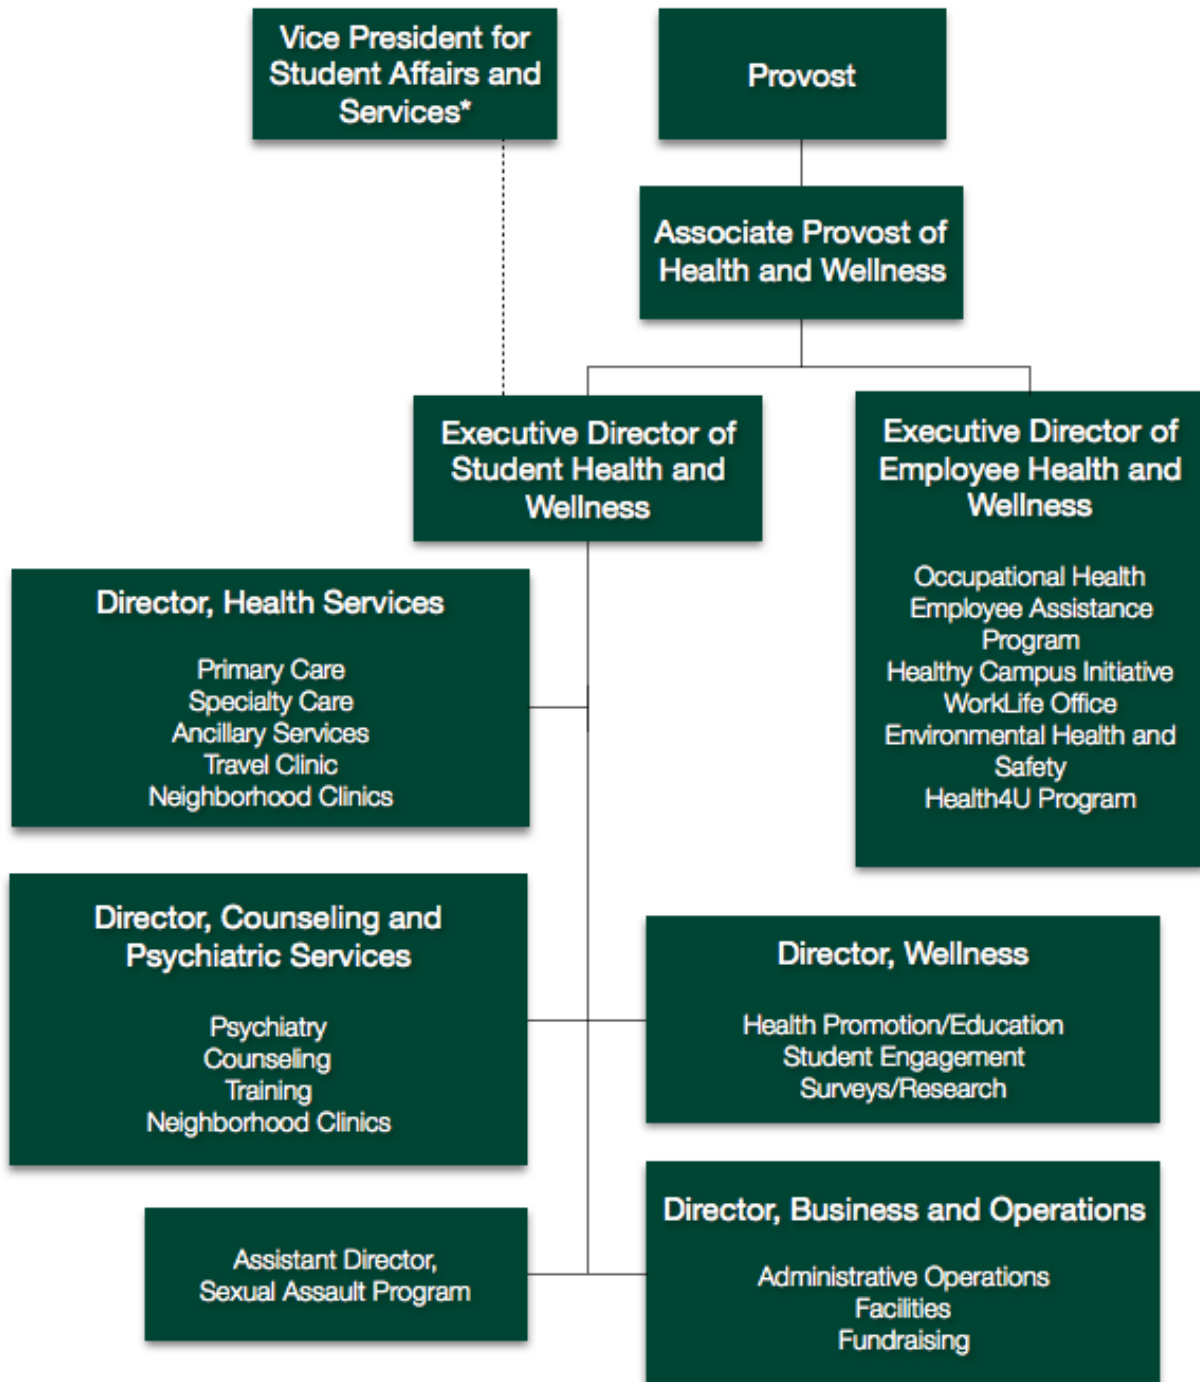 Vice President for
Student Affairs and
Services*
Provost
Associate Provost of
Health and Wellness
Executive Director of
Student Health and
Wellness
Executive Director of
Employee Health and
Wellness
Occupational Health
Employee Assistance
Program
Healthy Campus Initiative
WorkLife Office
Environmental Health and
Safety
Health4U Program
Director, Health Services
Primary Care
Specialty Care
Ancillary Services
Travel Clinic
Neighborhood Clinics
Director, Counseling and
Psychiatric Services
Psychiatry
Counseling
Training
Neighborhood Clinics
Director, Wellness
Health Promotion/Education
Student Engagement
Surveys/Research
Assistant Director,
Sexual Assault Program
Director, Business and Operations
Administrative Operations
Facilities
Fundraising